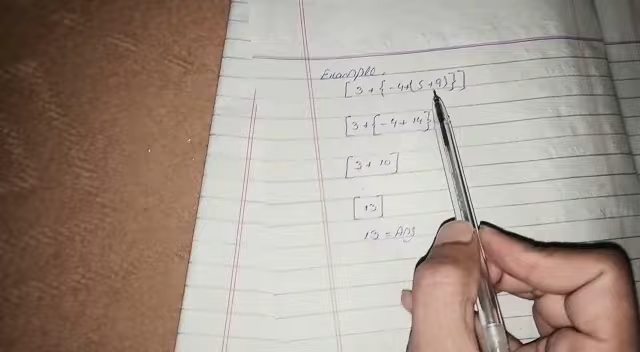 Example.
[3+{-4+(5+9)}]
[3+{-4+14}
[3+10]
[13]
13 = Ans